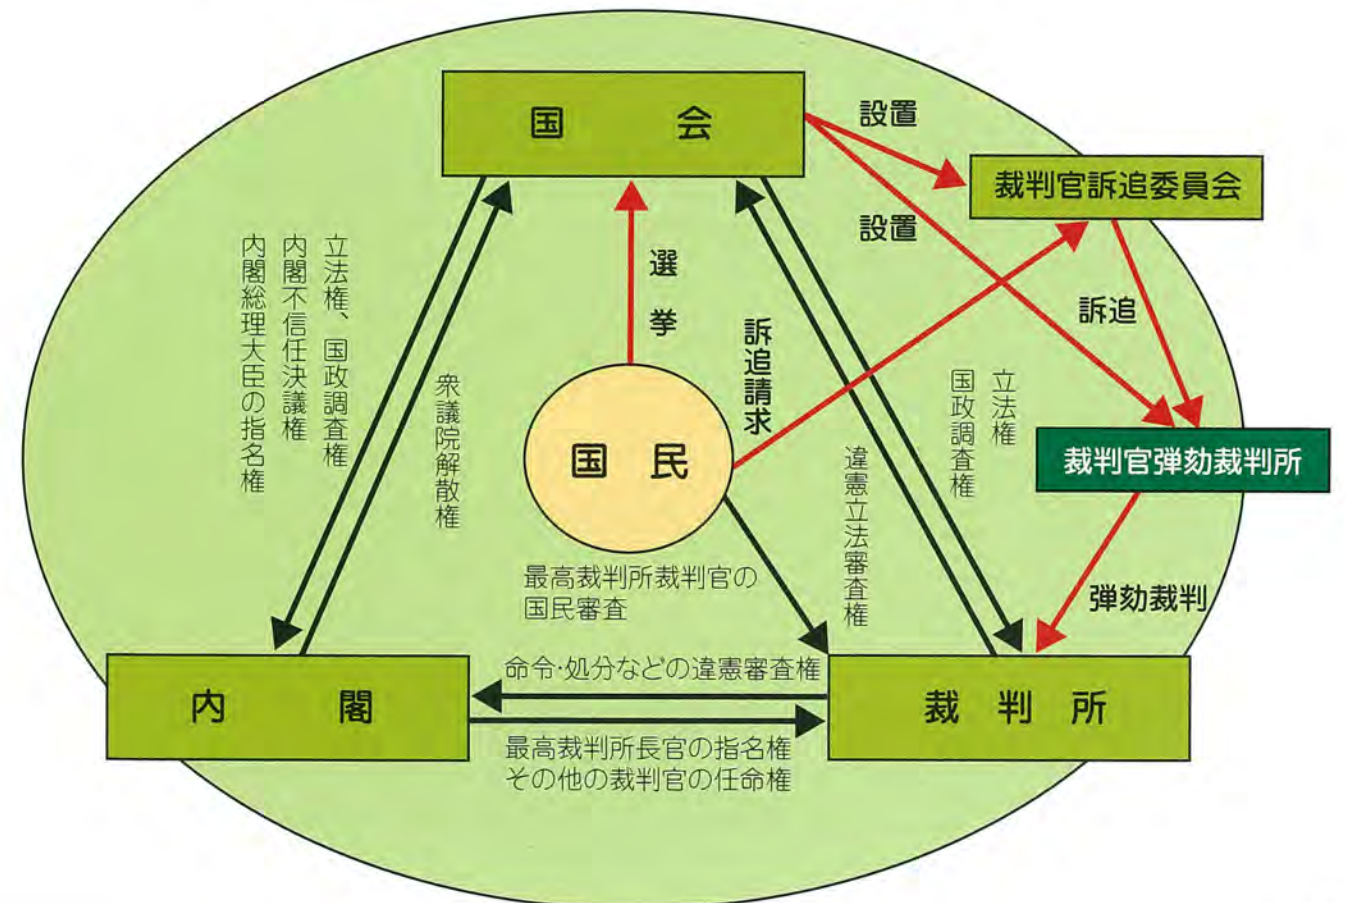 国会
設置
裁判官訴追委員会
設置
選挙
訴追請求
訴追
立法権、国政調査権
内閣不信任決議権
内閣総理大臣の指名権
衆議院解散権
立法権
国政調査権
違憲立法審査権
国民
裁判官弾劾裁判所
最高裁判所裁判官の
国民審査
弾劾裁判
命令・処分などの違憲審査権
内閣
裁判所
最高裁判所長官の指名権
その他の裁判官の任命権